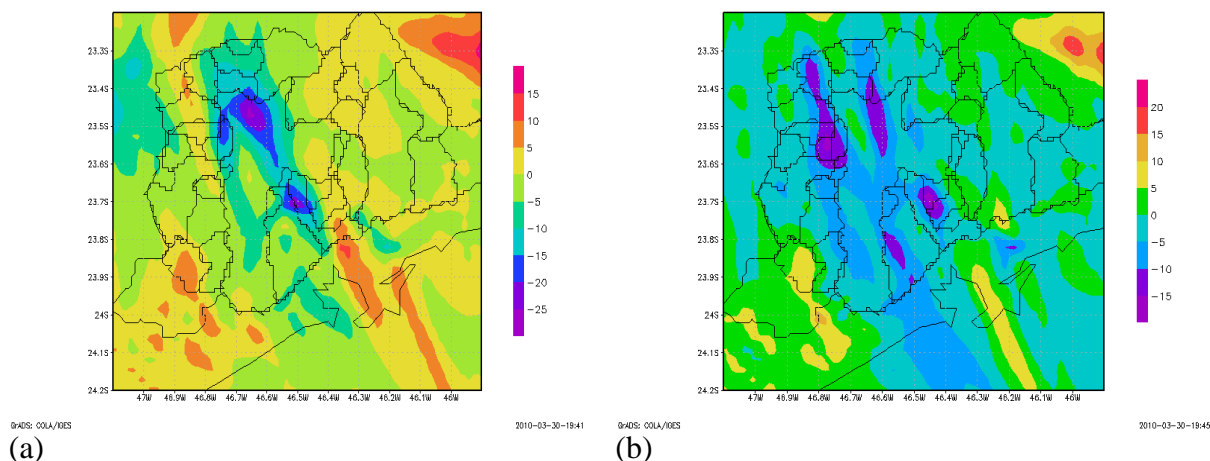 23.3S
23.4S
23.5S
23.6S
23.7S
23.8S
23.9S
24S
24.1S
24.2S
47W 46.9W 46.8W 46.7W 46.6W 46.5W 46.4W 46.3W 46.2W 46.1W 46W
15
10
5
0
−5
−10
−15
−20
−25
GrADS: COLA/IGES 2010-03-30-19:41
(a)
23.3S
23.4S
23.5S
23.6S
23.7S
23.8S
23.9S
24S
24.1S
24.2S
47W 46.9W 46.8W 46.7W 46.6W 46.5W 46.4W 46.3W 46.2W 46.1W 46W
20
15
10
5
0
−5
−10
−15
GrADS: COLA/IGES 2010-03-30-19:45
(b)